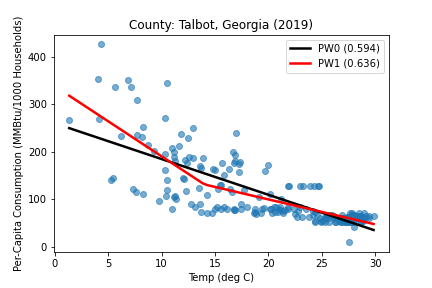 County: Talbot, Georgia (2019)
PW0 (0.594)
PW1 (0.636)
Per-Capita Consumption (MMBtu/1000 Households)
400
300
200
100
0
0 5 10 15 20 25 30
Temp (deg C)